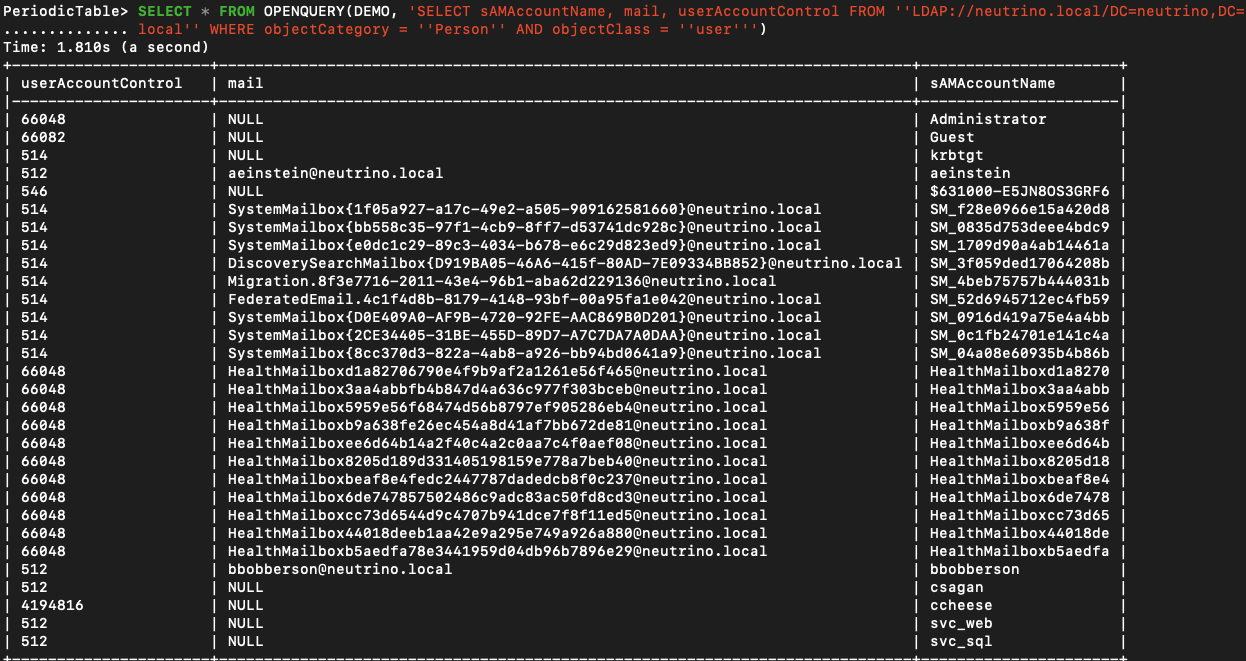 PeriodicTable> SELECT * FROM OPENQUERY(DEMO, 'SELECT sAMAccountName, mail, userAccountControl FROM ''LDAP://neutrino.local/DC=neutrino,DC=
.............. local'' WHERE objectCategory = ''Person'' AND objectClass = ''user''')
Time: 1.810s (a second)
| userAccountControl | mail | sAMAccountName |
| 66048 | NULL | Administrator |
| 66082 | NULL | Guest |
| 514 | NULL | krbtgt |
| 512 | aeinstein@neutrino.local | aeinstein |
| 546 | NULL | $631000-E5JN8OS3GRF6 |
| 514 | SystemMailbox{1f05a927-a17c-49e2-a505-909162581660}@neutrino.local | SM_f28e0966e15a420d8 |
| 514 | SystemMailbox{bb558c35-97f1-4cb9-8ff7-d53741dc928c}@neutrino.local | SM_0835d753deee4bdc9 |
| 514 | SystemMailbox{e0dc1c29-89c3-4034-b678-e6c29d823ed9}@neutrino.local | SM_1709d90a4ab14461a |
| 514 | DiscoverySearchMailbox{D919BA05-46A6-415f-80AD-7E09334BB852}@neutrino.local | SM_3f059ded17064208b |
| 514 | Migration.8f3e7716-2011-43e4-96b1-aba62d229136@neutrino.local | SM_4beb75757b444031b |
| 514 | FederatedEmail.4c1f4d8b-8179-4148-93bf-00a95fa1e042@neutrino.local | SM_52d6945712ec4fb59 |
| 514 | SystemMailbox{D0E409A0-AF9B-4720-92FE-AAC869B0D201}@neutrino.local | SM_0916d419a75e4a4bb |
| 514 | SystemMailbox{2CE34405-31BE-455D-89D7-A7C7DA7A0DAA}@neutrino.local | SM_0c1fb24701e141c4a |
| 514 | SystemMailbox{8cc370d3-822a-4ab8-a926-bb94bd0641a9}@neutrino.local | SM_04a08e60935b4b86b |
| 66048 | HealthMailboxd1a82706790e4f9b9af2a1261e56f465@neutrino.local | HealthMailboxd1a8270 |
| 66048 | HealthMailbox3aa4abbfb4b847d4a636c977f303bceb@neutrino.local | HealthMailbox3aa4abb |
| 66048 | HealthMailbox5959e56f68474d56b8797ef905286eb4@neutrino.local | HealthMailbox5959e56 |
| 66048 | HealthMailboxb9a638fe26ec454a8d41af7bb672de81@neutrino.local | HealthMailboxb9a638f |
| 66048 | HealthMailboxee6d64b14a2f40c4a2c0aa7c4f0aef08@neutrino.local | HealthMailboxee6d64b |
| 66048 | HealthMailbox8205d189d331405198159e778a7beb40@neutrino.local | HealthMailbox8205d18 |
| 66048 | HealthMailboxbeaf8e4fedc2447787dadedcb8f0c237@neutrino.local | HealthMailboxbeaf8e4 |
| 66048 | HealthMailbox6de747857502486c9adc83ac50fd8cd3@neutrino.local | HealthMailbox6de7478 |
| 66048 | HealthMailboxcc73d6544d9c4707b941dce7f8f11ed5@neutrino.local | HealthMailboxcc73d65 |
| 66048 | HealthMailbox44018deeb1aa42e9a295e749a926a880@neutrino.local | HealthMailbox44018de |
| 66048 | HealthMailboxb5aedfa78e3441959d04db96b7896e29@neutrino.local | HealthMailboxb5aedfa |
| 512 | bbobberson@neutrino.local | bbobberson |
| 512 | NULL | csagan |
| 4194816 | NULL | ccheese |
| 512 | NULL | svc_web |
| 512 | NULL | svc_sql |